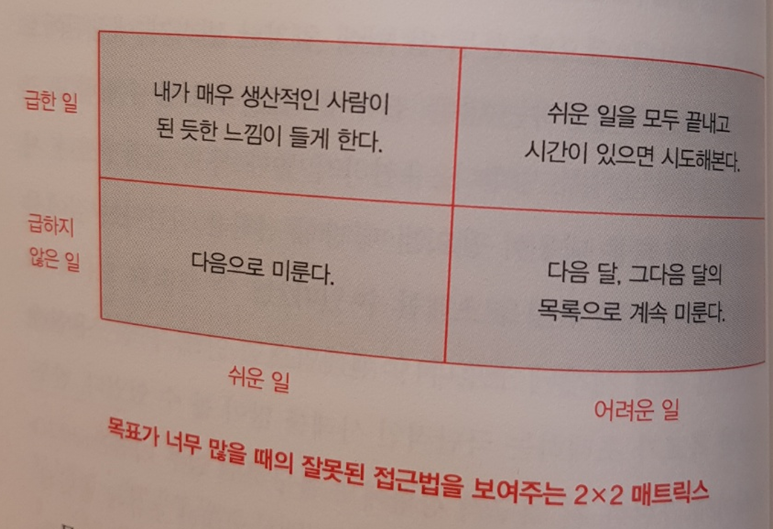 급한 일
내가 매우 생산적인 사람이
된 듯한 느낌이 들게 한다.
쉬운 일을 모두 끝내고
시간이 있으면 시도해본다.
급하지
않은 일
다음으로 미룬다.
다음 달, 그다음 달의
목록으로 계속 미룬다.
쉬운 일
어려운 일
목표가 너무 많을 때의 잘못된 접근법을 보여주는 2×2 매트릭스